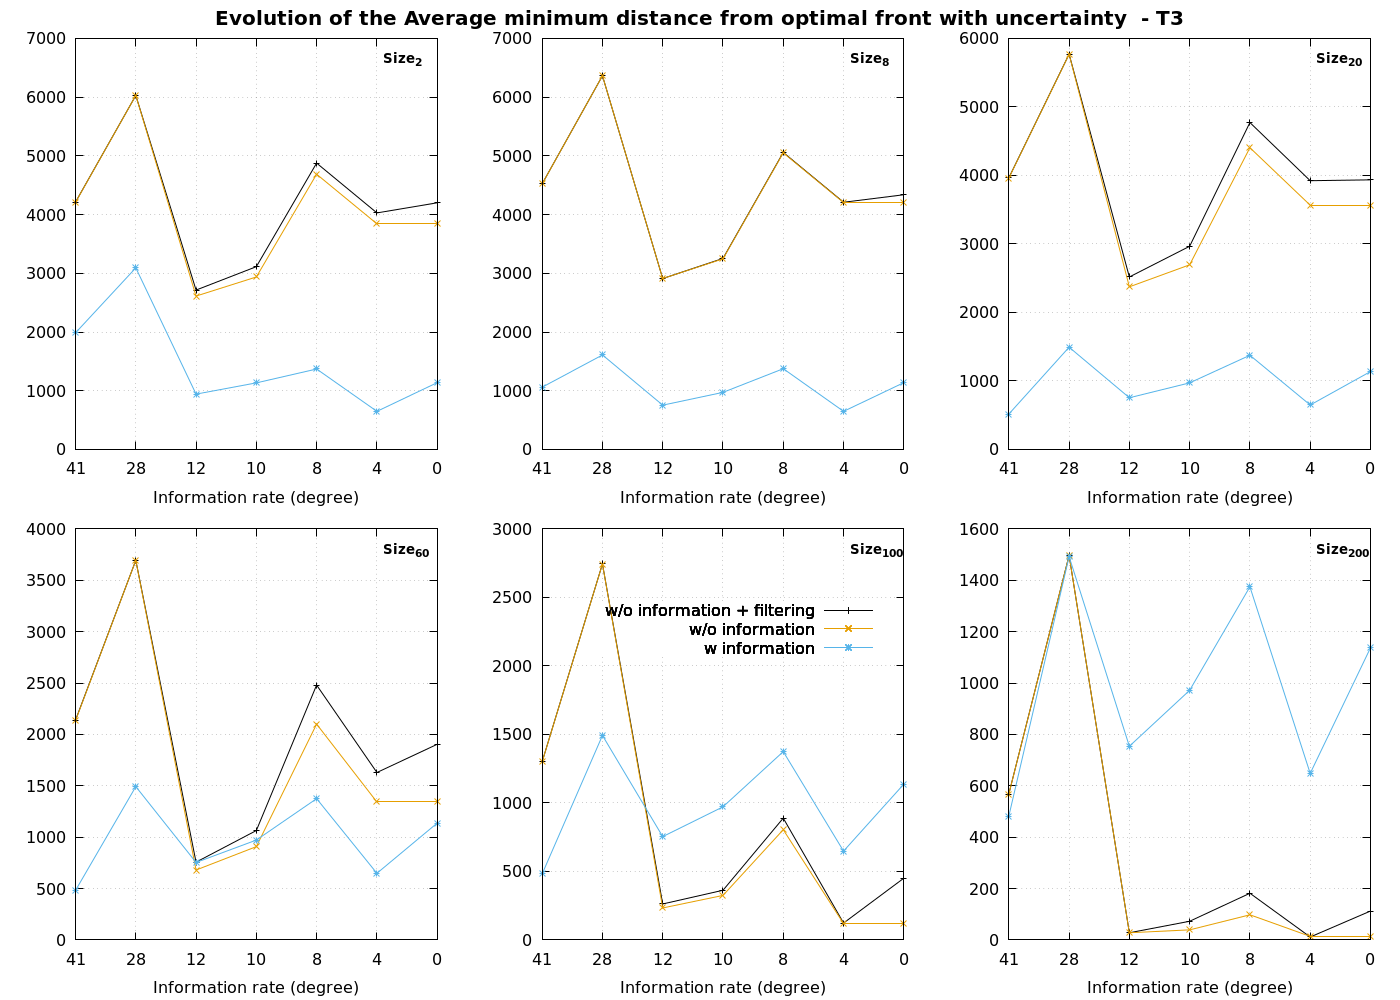 Evolution of the Average minimum distance from optimal front with uncertainty - T3
7000
6000
5000
4000
3000
2000
1000
0
41 28 12 10 8 4 0
Information rate (degree)
Size2
7000
6000
5000
4000
3000
2000
1000
0
41 28 12 10 8 4 0
Information rate (degree)
Size8
6000
5000
4000
3000
2000
1000
0
41 28 12 10 8 4 0
Information rate (degree)
Size20
4000
3500
3000
2500
2000
1500
1000
500
0
41 28 12 10 8 4 0
Information rate (degree)
Size60
3000
2500
2000
1500
1000
500
0
41 28 12 10 8 4 0
Information rate (degree)
Size100
w/o information + filtering
w/o information
w information
1600
1400
1200
1000
800
600
400
200
0
41 28 12 10 8 4 0
Information rate (degree)
Size200